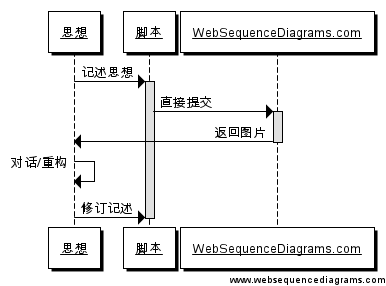 思想
脚本
WebSequenceDiagrams.com
记述思想
直接提交
返回图片
对话/重构
修订记述
思想
脚本
WebSequenceDiagrams.com
www.websequencediagrams.com